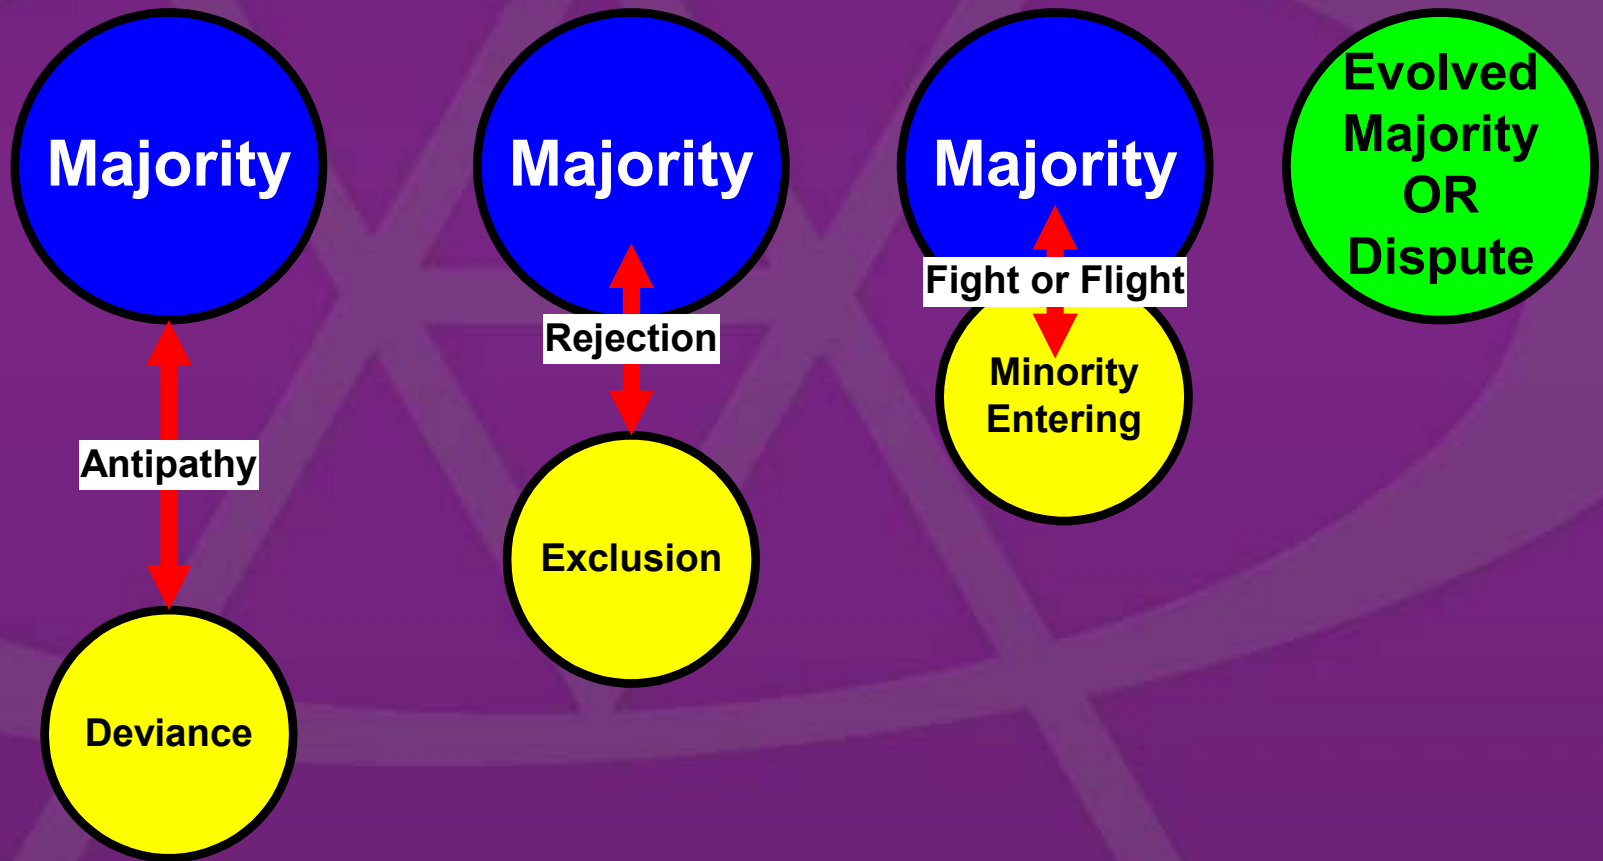 Majority
Antipathy
Deviance
Majority
Rejection
Exclusion
Majority
Fight or Flight
Minority
Entering
Evolved
Majority
OR
Dispute